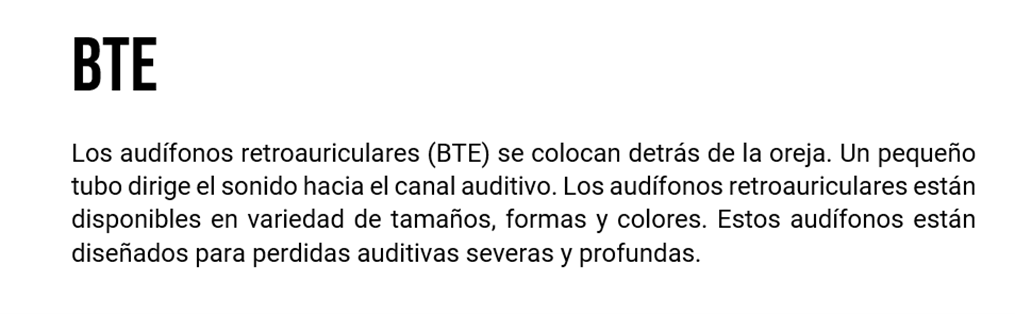 BTE
Los audífonos retroauriculares (BTE) se colocan detrás de la oreja. Un pequeño
tubo dirige el sonido hacia el canal auditivo. Los audífonos retroauriculares están
disponibles en variedad de tamaños, formas y colores. Estos audífonos están
diseñados para perdidas auditivas severas y profundas.